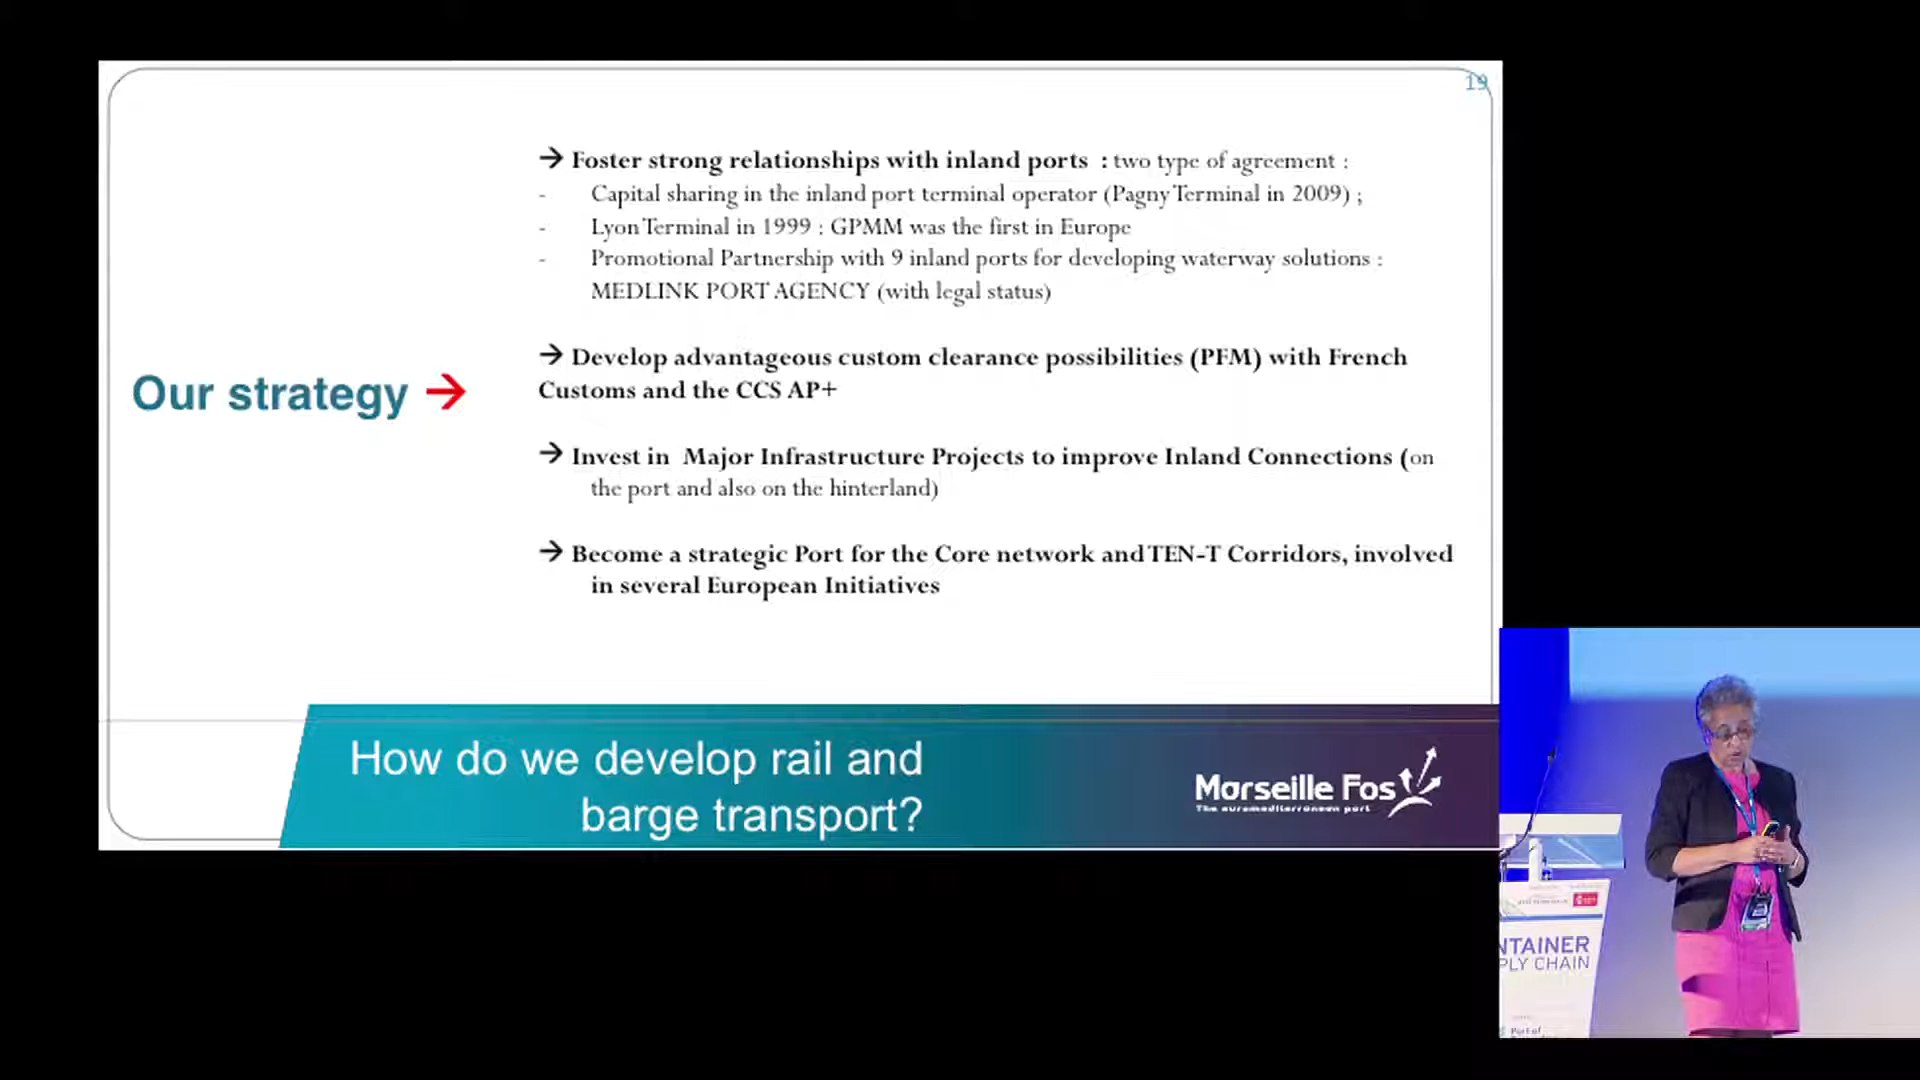 19
→ Foster strong relationships with inland ports : two type of agreement :
- Capital sharing in the inland port terminal operator (Pagny Terminal in 2009) ;
- Lyon Terminal in 1999 : GPMM was the first in Europe
- Promotional Partnership with 9 inland ports for developing waterway solutions :
MEDLINK PORT AGENCY (with legal status)
→ Develop advantageous custom clearance possibilities (PFM) with French
Customs and the CCS AP+
Our strategy →
→ Invest in Major Infrastructure Projects to improve Inland Connections (on
the port and also on the hinterland)
→ Become a strategic Port for the Core network and TEN-T Corridors, involved
in several European Initiatives
How do we develop rail and
barge transport?
Marseille Fos
The euromediterranean port
NTAINER
PLY CHAIN
Port of